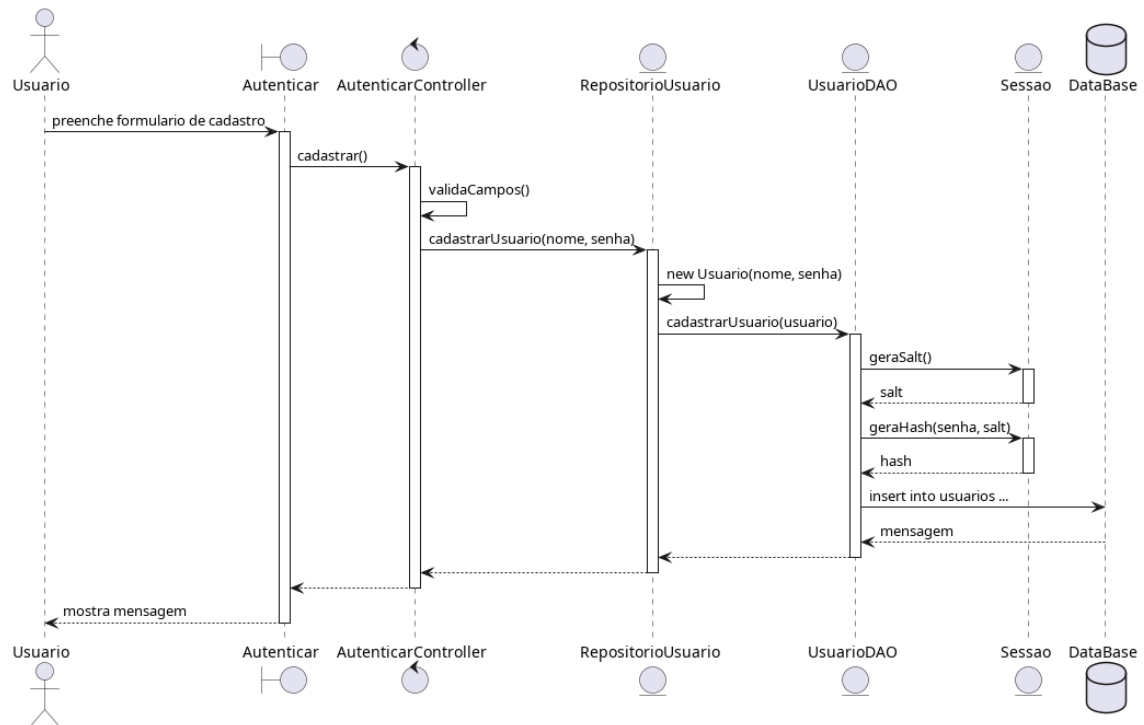 Usuario
Autenticar
AutenticarController
RepositorioUsuario
UsuarioDAO
Sessao
DataBase
preenche formulario de cadastro
cadastrar()
validaCampos()
cadastrarUsuario(nome, senha)
new Usuario(nome, senha)
cadastrarUsuario(usuario)
geraSalt()
salt
geraHash(senha, salt)
hash
insert into usuarios ...
mensagem
mostra mensagem
Usuario
Autenticar
AutenticarController
RepositorioUsuario
UsuarioDAO
Sessao
DataBase